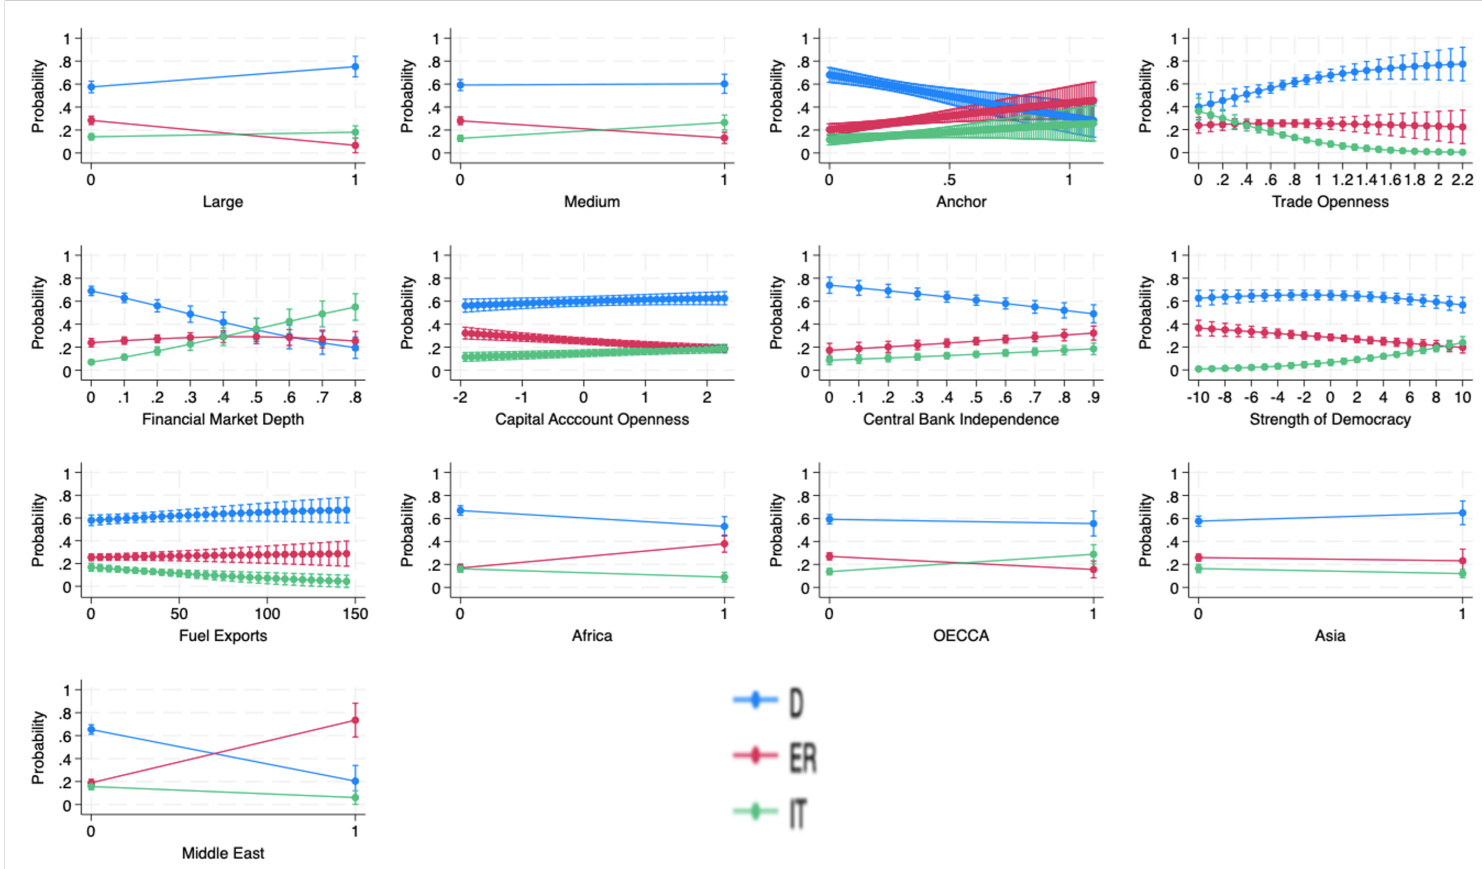 Probability
1
.8
.6
.4
.2
0
0 1
Large
Probability
1
.8
.6
.4
.2
0
0 1
Medium
Probability
1
.8
.6
.4
.2
0
0 .5 1
Anchor
Probability
1
.8
.6
.4
.2
0
0 .2 .4 .6 .8 1 1.2 1.4 1.6 1.8 2 2.2
Trade Openness
Probability
1
.8
.6
.4
.2
0
0 .1 .2 .3 .4 .5 .6 .7 .8
Financial Market Depth
Probability
1
.8
.6
.4
.2
0
-2 -1 0 1 2
Capital Acccount Openness
Probability
1
.8
.6
.4
.2
0
0 .1 .2 .3 .4 .5 .6 .7 .8 .9
Central Bank Independence
Probability
1
.8
.6
.4
.2
0
-10 -8 -6 -4 -2 0 2 4 6 8 10
Strength of Democracy
Probability
1
.8
.6
.4
.2
0
0 50 100 150
Fuel Exports
Probability
1
.8
.6
.4
.2
0
0 1
Africa
Probability
1
.8
.6
.4
.2
0
0 1
OECCA
Probability
1
.8
.6
.4
.2
0
0 1
Asia
Probability
1
.8
.6
.4
.2
0
0 1
Middle East
D
ER
IT